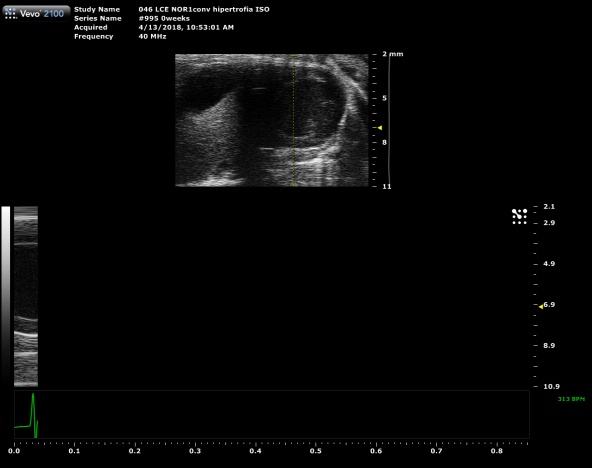 Vevo 2100
Study Name 046 LCE NOR1conv hipertrofia ISO
Series Name #995 0weeks
Acquired 4/13/2018, 10:53:01 AM
Frequency 40 MHz
2 mm
5
8
11
2.1
2.9
4.9
6.9
8.9
10.9
313 BPM
0.0 0.1 0.2 0.3 0.4 0.5 0.6 0.7 0.8